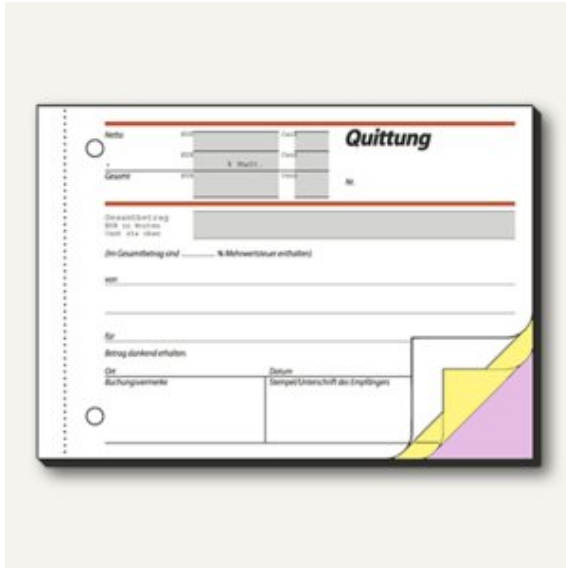 Netto EUR Cent
Quittung
EUR % MwSt. Cent
Gesamt EUR Cent
Nr.
Gesamtbetrag
EUR in Worten
Cent wie oben
(Im Gesamtbetrag sind ............ % Mehrwertsteuer enthalten)
von
für
Betrag dankend erhalten.
Ort Datum
Buchungsvermerke Stempel/Unterschrift des Empfängers